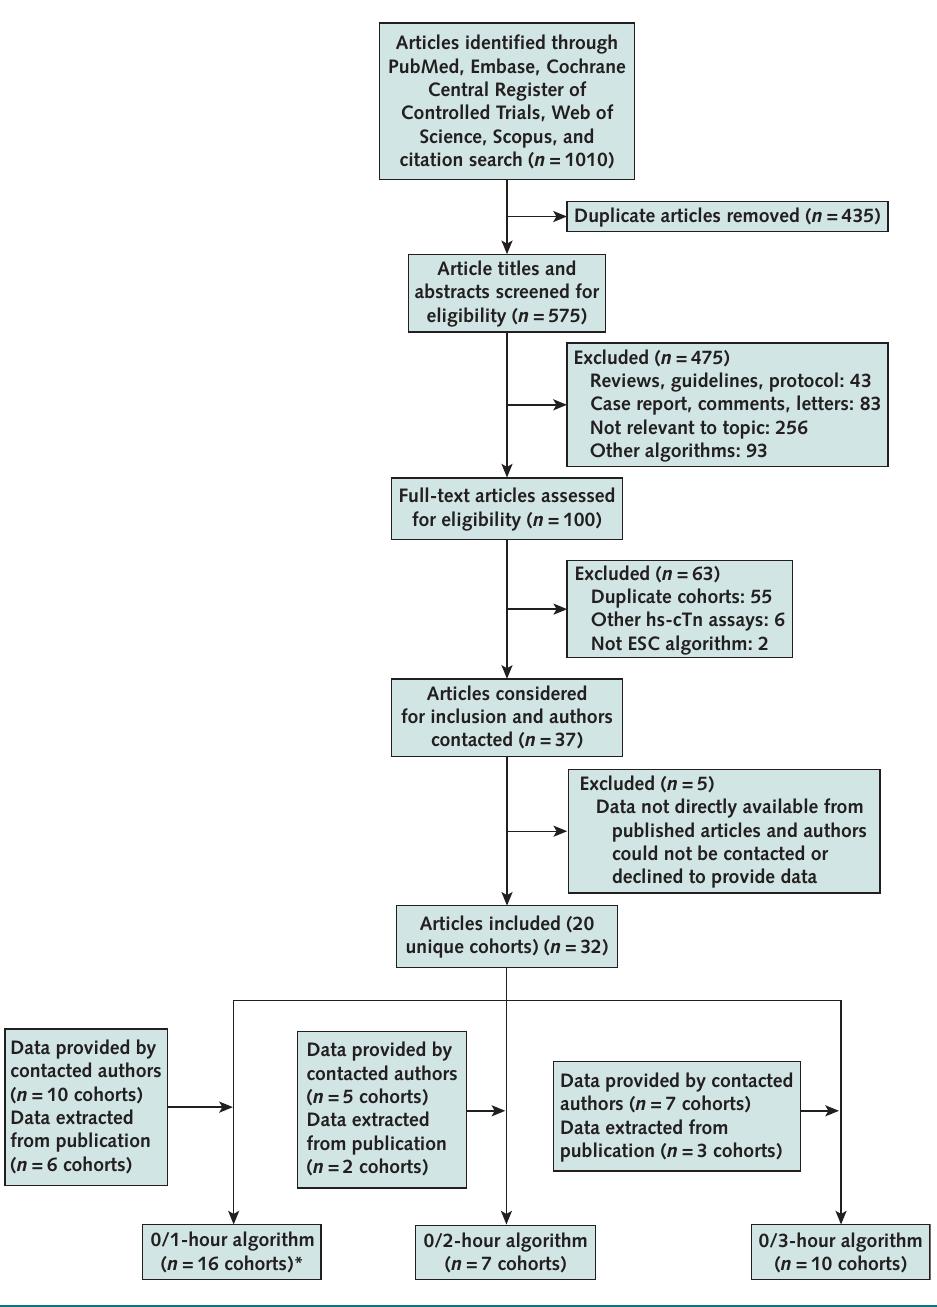 Articles identified through
PubMed, Embase, Cochrane
Central Register of
Controlled Trials, Web of
Science, Scopus, and
citation search (n = 1010)
Duplicate articles removed (n = 435)
Article titles and
abstracts screened for
eligibility (n = 575)
Excluded (n = 475)
Reviews, guidelines, protocol: 43
Case report, comments, letters: 83
Not relevant to topic: 256
Other algorithms: 93
Full-text articles assessed
for eligibility (n = 100)
Excluded (n = 63)
Duplicate cohorts: 55
Other hs-cTn assays: 6
Not ESC algorithm: 2
Articles considered
for inclusion and authors
contacted (n = 37)
Excluded (n = 5)
Data not directly available from
published articles and authors
could not be contacted or
declined to provide data
Articles included (20
unique cohorts) (n = 32)
Data provided by
contacted authors
(n = 10 cohorts)
Data extracted
from publication
(n = 6 cohorts)
Data provided by
contacted authors
(n = 5 cohorts)
Data extracted
from publication
(n = 2 cohorts)
Data provided by contacted
authors (n = 7 cohorts)
Data extracted from
publication (n = 3 cohorts)
0/1-hour algorithm
(n = 16 cohorts)*
0/2-hour algorithm
(n = 7 cohorts)
0/3-hour algorithm
(n = 10 cohorts)